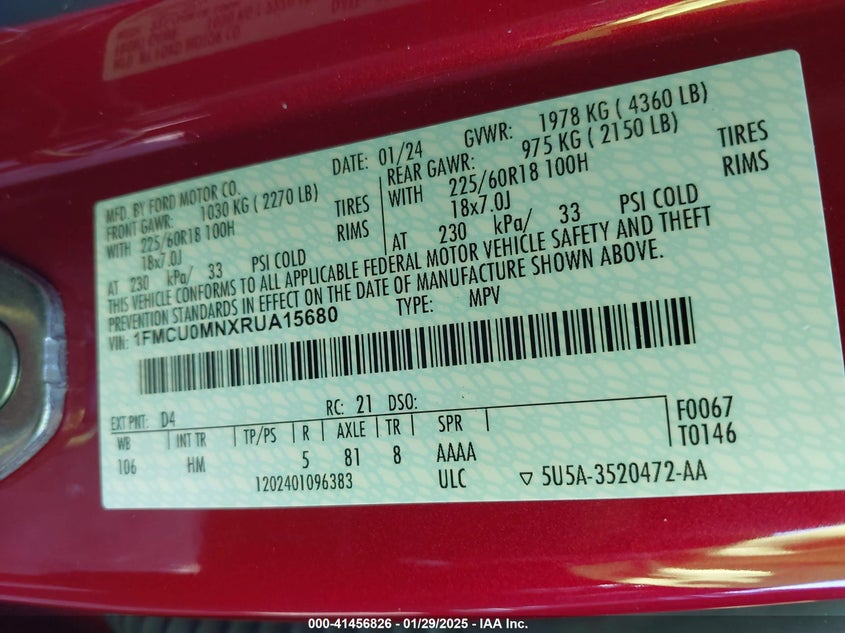 MFD. BY FORD MOTOR CO.
DATE: 01/24 GVWR: 1978 KG ( 4360 LB)
FRONT GAWR: 1030 KG ( 2270 LB)
WITH 225/60R18 100H TIRES
18x7.0J RIMS
AT 230 kPa/ 33 PSI COLD
REAR GAWR: 975 KG ( 2150 LB)
WITH 225/60R18 100H TIRES
18x7.0J RIMS
AT 230 kPa/ 33 PSI COLD
THIS VEHICLE CONFORMS TO ALL APPLICABLE FEDERAL MOTOR VEHICLE SAFETY AND THEFT
PREVENTION STANDARDS IN EFFECT ON THE DATE OF MANUFACTURE SHOWN ABOVE.
VIN: 1FMCU0MNXRUA15680 TYPE: MPV
EXT PNT: D4 RC: 21 DSO:
WB INT TR TP/PS R AXLE TR SPR
106 HM 5 81 8 AAAA
1202401096383 ULC
F0067
T0146
▽ 5U5A-3520472-AA
000-41456826 - 01/29/2025 - IAA Inc.